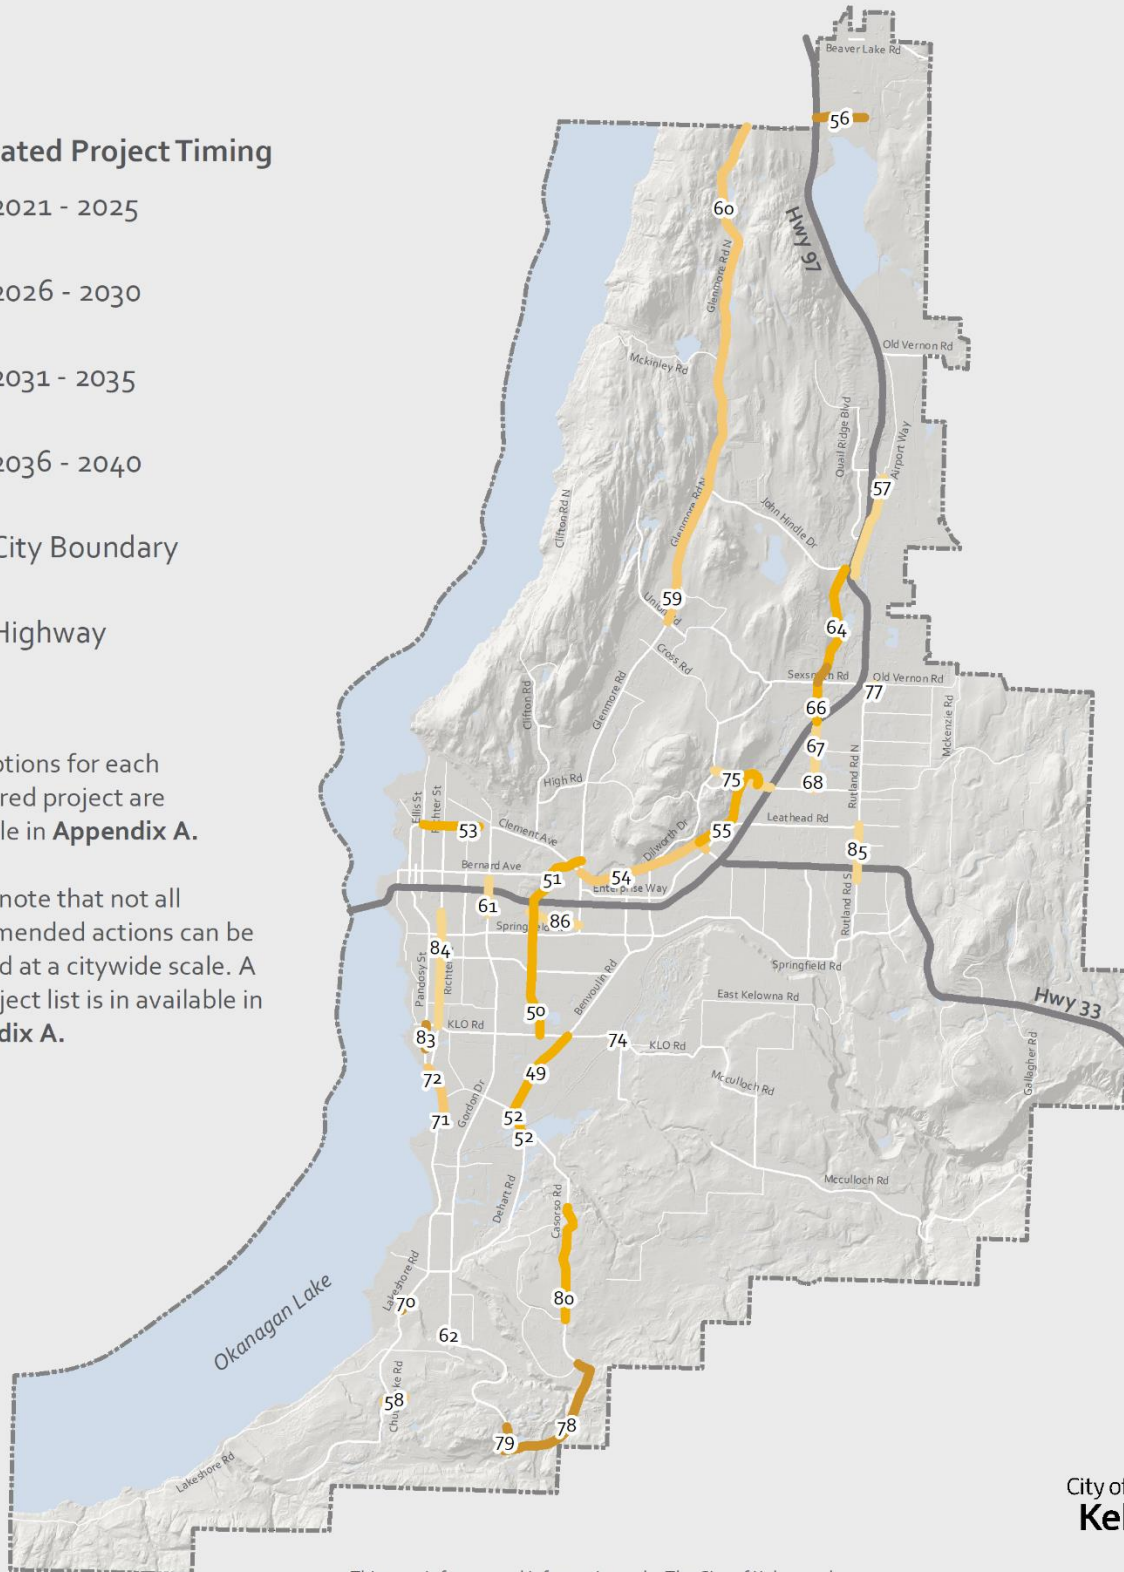 ated Project Timing
2021 - 2025
2026 - 2030
2031 - 2035
2036 - 2040
City Boundary
Highway
ptions for each
red project are
le in Appendix A.
note that not all
mended actions can be
d at a citywide scale. A
ject list is in available in
dix A.
Beaver Lake Rd
56
60
Hwy 97
Glenmore Rd N
Old Vernon Rd
Mckinley Rd
Quail Ridge Blvd
Airport Way
57
Clifton Rd N
Glenmore Rd N
John Hindle Dr
59
64
Cross Rd
Old Vernon Rd
77
Clifton Rd
Glenmore Rd
66
Mckenzie Rd
67
Rutland Rd N
High Rd
75
68
Ellis St
53
Clement Ave
Dilworth Dr
55
Leathead Rd
85
Bernard Ave
51
54
Enterprise Way
61
86
Rutland Rd S
84
Pandosy St
Benvoulin Rd
Springfield Rd
East Kelowna Rd
Hwy 33
50
83
KLO Rd
74
KLO Rd
49
72
Mcculloch Rd
Gallagher Rd
Gordon Dr
71
52
52
Dehart Rd
Casorso Rd
Mcculloch Rd
Lakeshore Rd
70
80
62
Okanagan Lake
58
78
79
Lakeshore Rd
City of
Kel